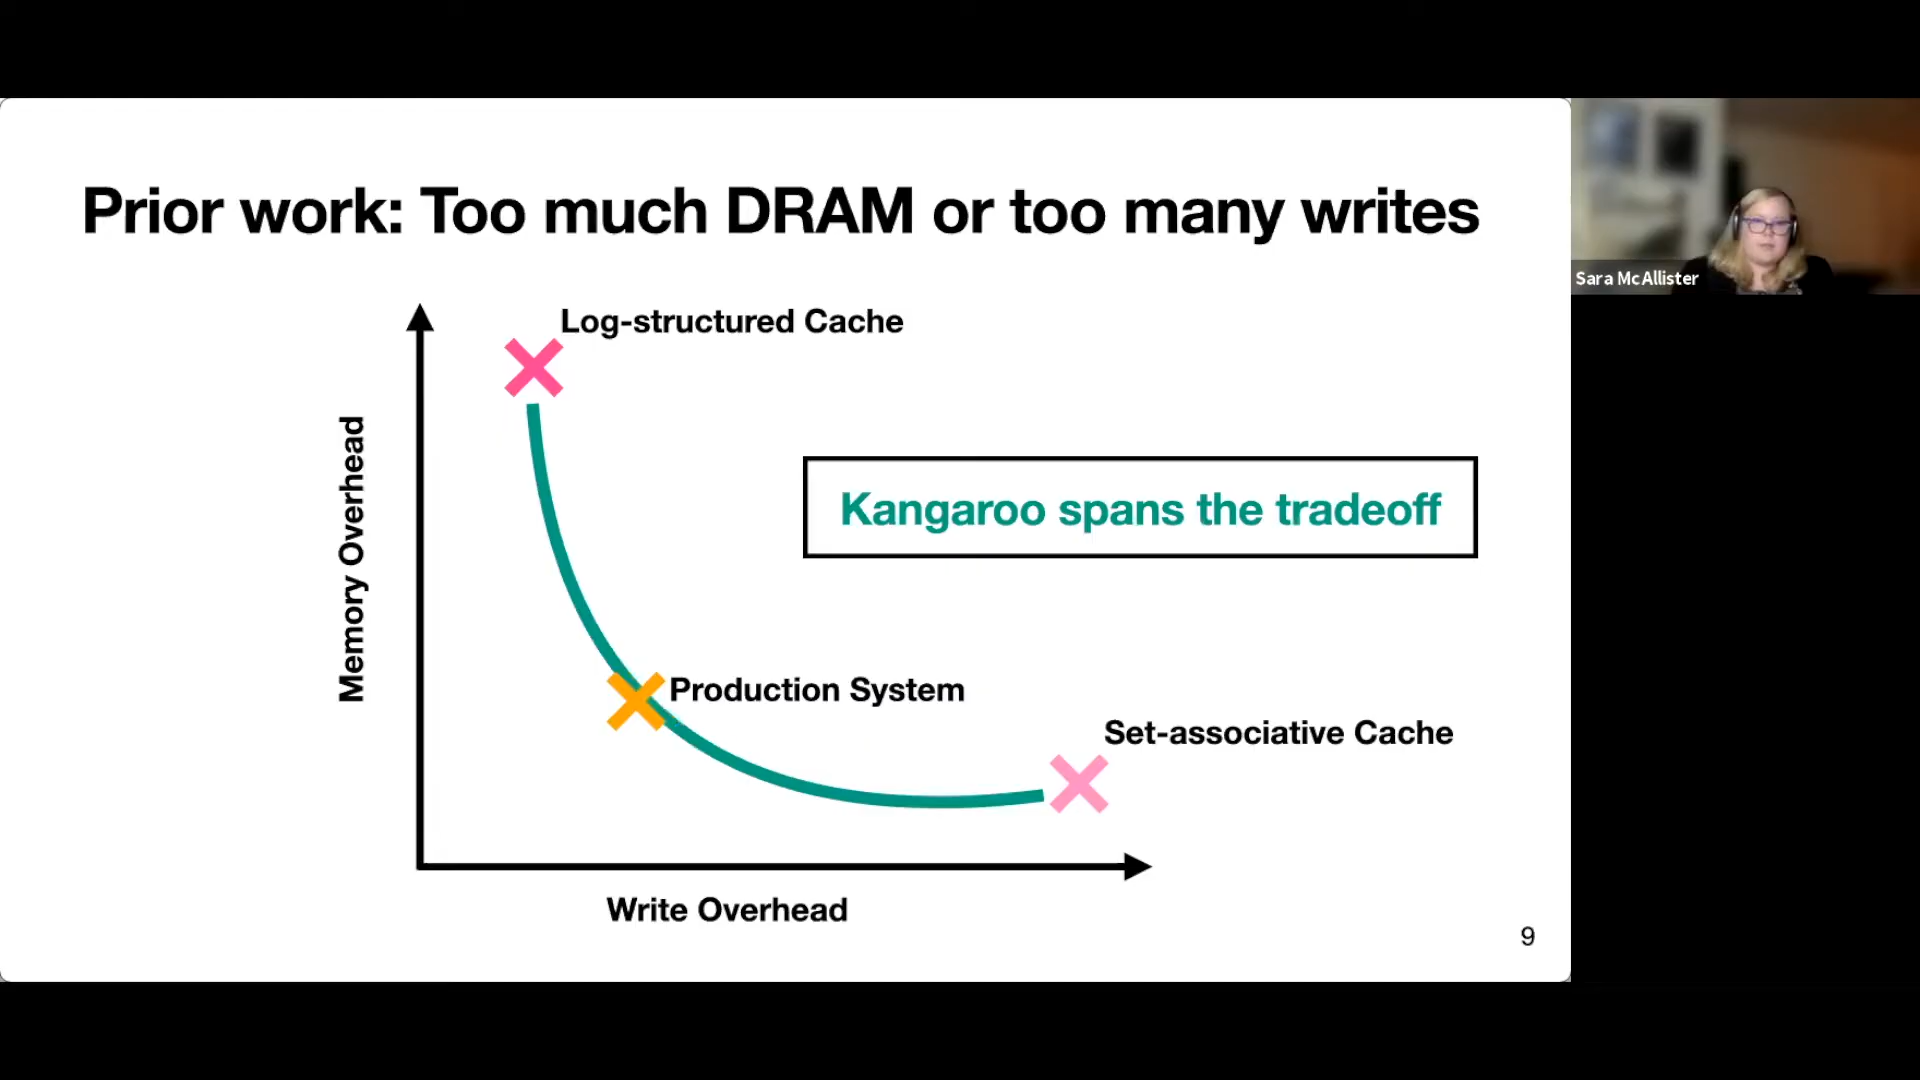 Prior work: Too much DRAM or too many writes
Sara McAllister
Log-structured Cache
Memory Overhead
Kangaroo spans the tradeoff
Production System
Set-associative Cache
Write Overhead
9